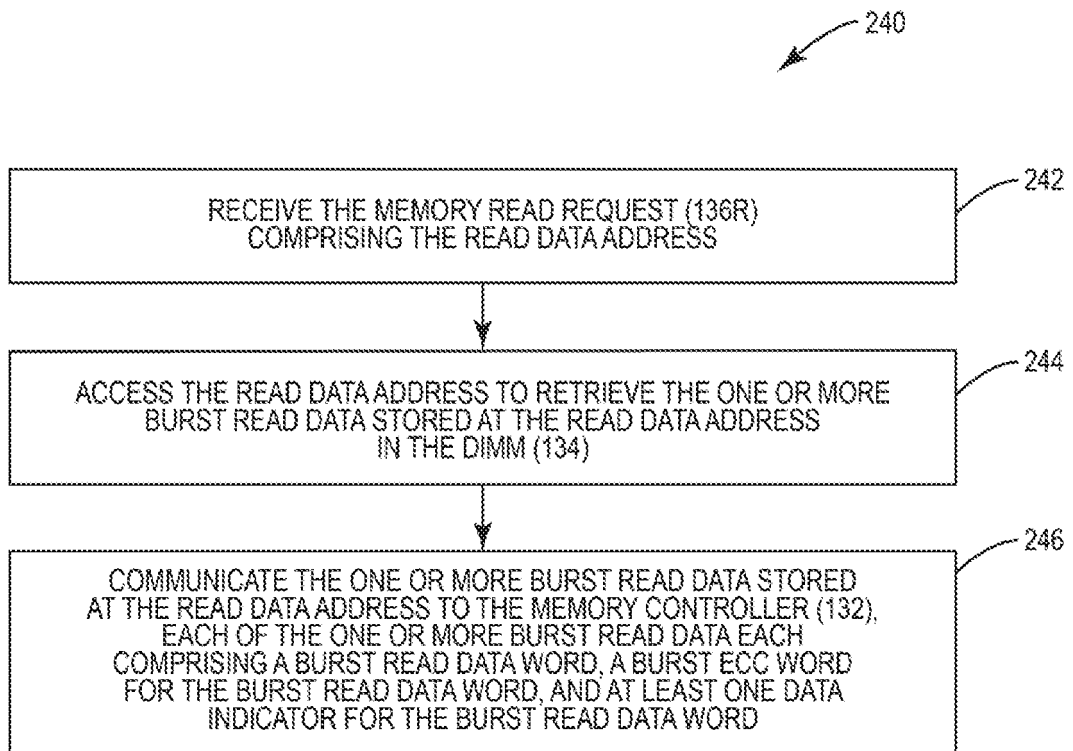 240
242
RECEIVE THE MEMORY READ REQUEST (136R)
COMPRISING THE READ DATA ADDRESS
244
ACCESS THE READ DATA ADDRESS TO RETRIEVE THE ONE OR MORE
BURST READ DATA STORED AT THE READ DATA ADDRESS
IN THE DIMM (134)
246
COMMUNICATE THE ONE OR MORE BURST READ DATA STORED
AT THE READ DATA ADDRESS TO THE MEMORY CONTROLLER (132),
EACH OF THE ONE OR MORE BURST READ DATA EACH
COMPRISING A BURST READ DATA WORD, A BURST ECC WORD
FOR THE BURST READ DATA WORD, AND AT LEAST ONE DATA
INDICATOR FOR THE BURST READ DATA WORD